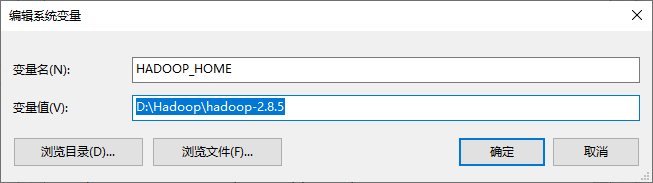 编辑系统变量
变量名(N):
HADOOP_HOME
变量值(V):
D:\Hadoop\hadoop-2.8.5
浏览目录(D)...
浏览文件(F)...
确定
取消